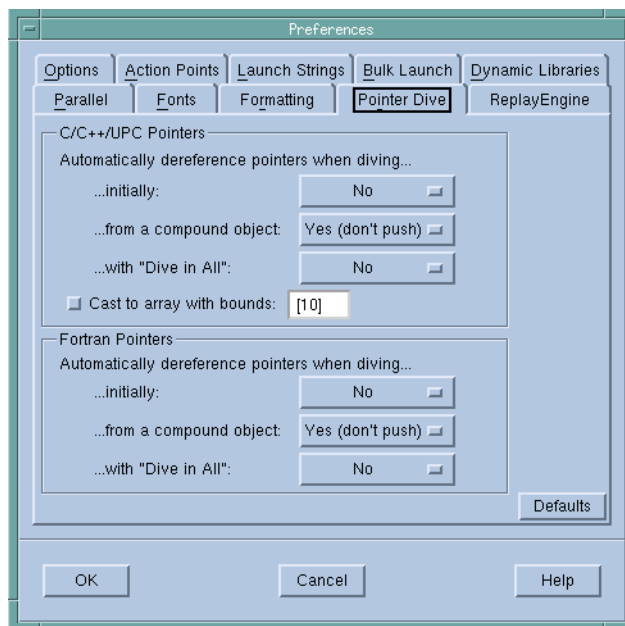 Preferences
Options Action Points Launch Strings Bulk Launch Dynamic Libraries
Parallel Fonts Formatting Pointer Dive ReplayEngine
C/C++/UPC Pointers
Automatically dereference pointers when diving...
...initially: No
...from a compound object: Yes (don't push)
...with "Dive in All": No
Cast to array with bounds: [10]
Fortran Pointers
Automatically dereference pointers when diving...
...initially: No
...from a compound object: Yes (don't push)
...with "Dive in All": No
Defaults
OK Cancel Help